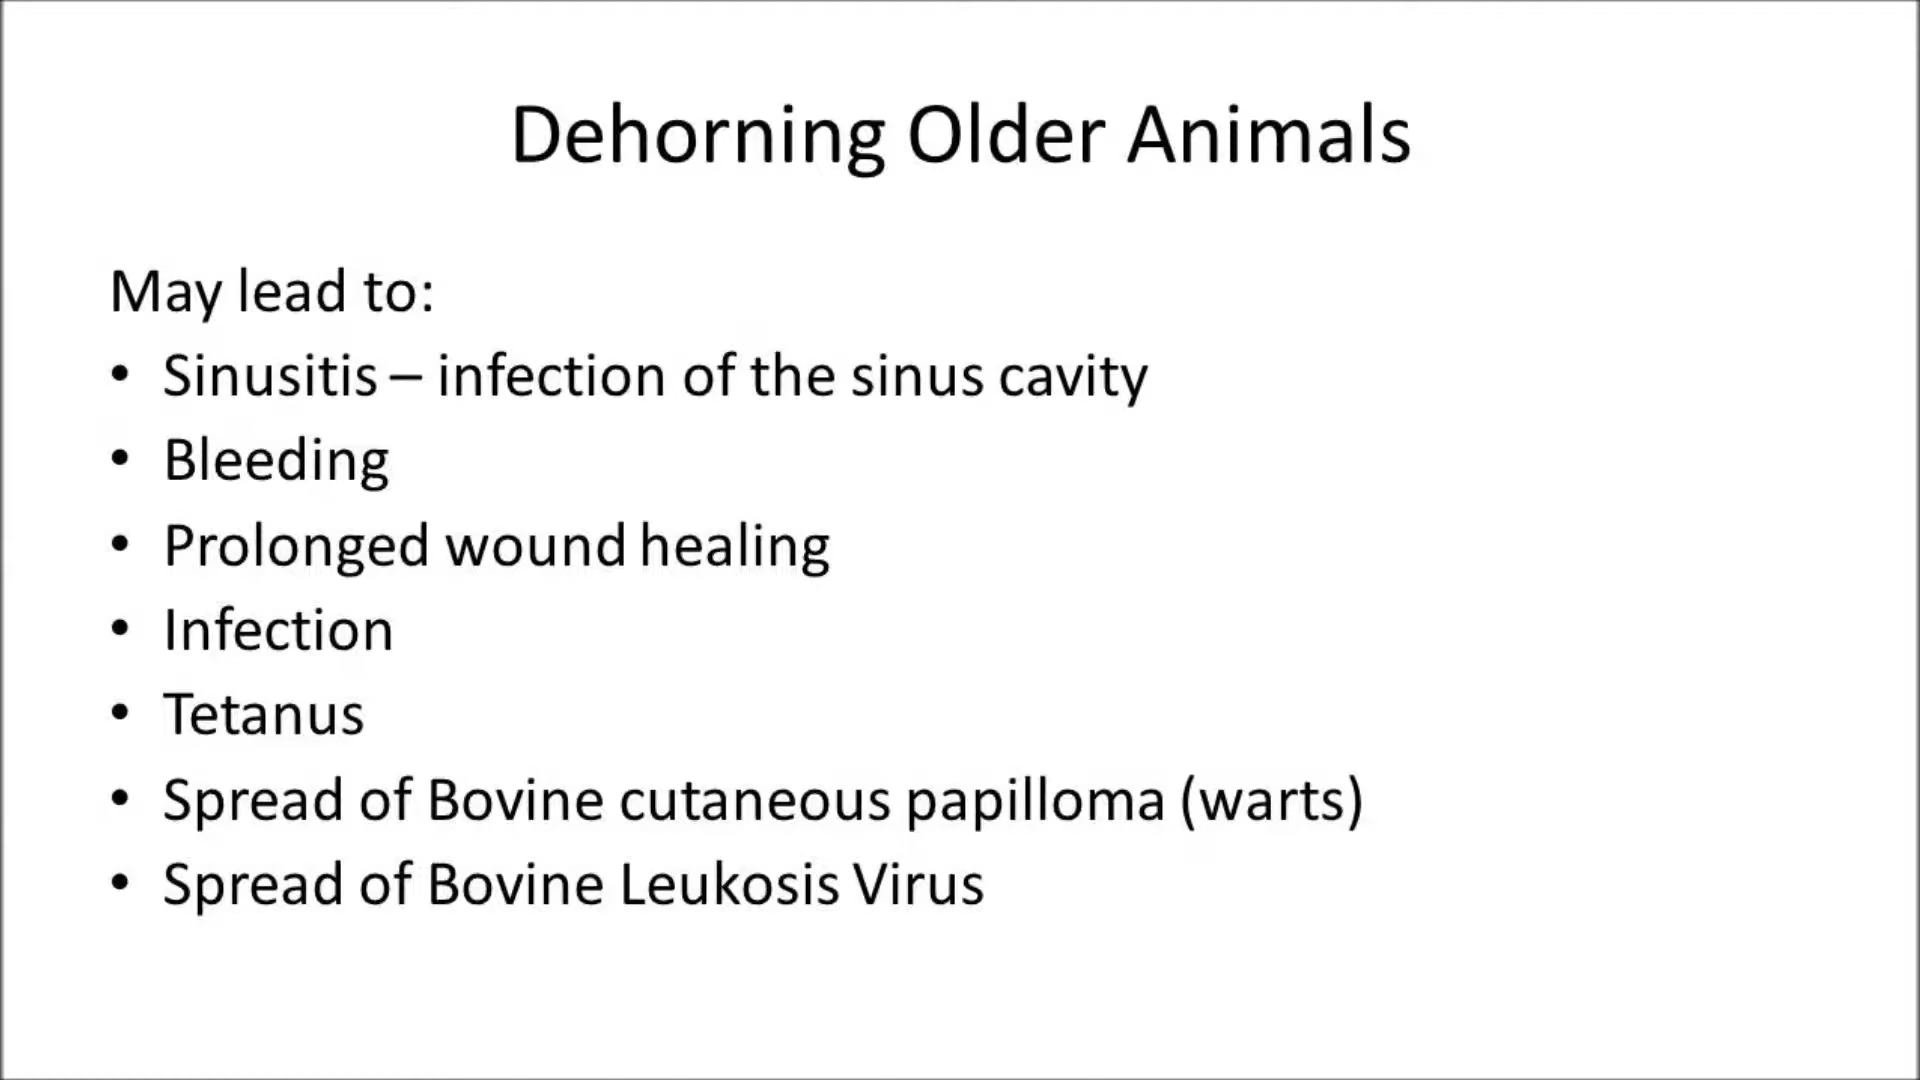 Dehorning Older Animals
May lead to:
• Sinusitis – infection of the sinus cavity
• Bleeding
• Prolonged wound healing
• Infection
• Tetanus
• Spread of Bovine cutaneous papilloma (warts)
• Spread of Bovine Leukosis Virus